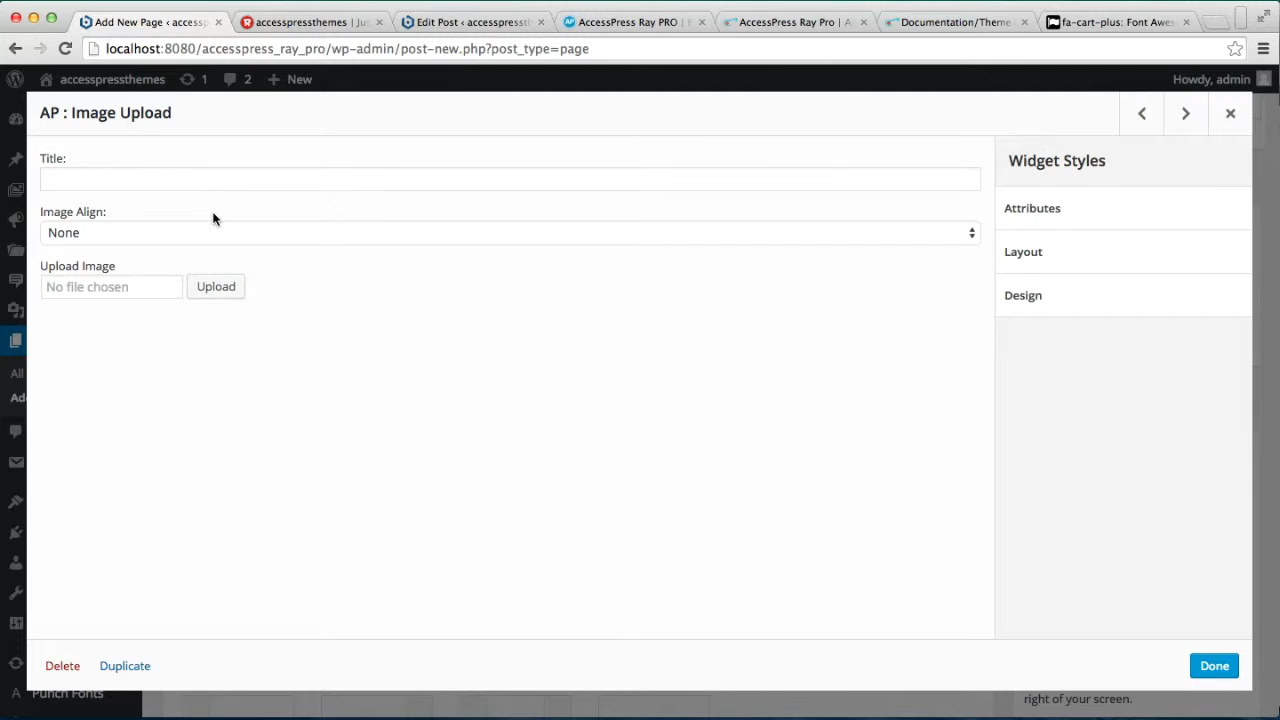 Add New Page ‹ accessp
accesspressthemes | Jus
Edit Post ‹ accesspressth
AccessPress Ray PRO |
AccessPress Ray Pro | A
Documentation/Theme
fa-cart-plus: Font Awes
localhost:8080/accesspress_ray_pro/wp-admin/post-new.php?post_type=page
accesspressthemes 1 2 New Howdy, admin
AP : Image Upload
Title:
Image Align:
None
Upload Image
No file chosen Upload
Widget Styles
Attributes
Layout
Design
All
Ad
Delete Duplicate Done
Punch Fonts
right of your screen.